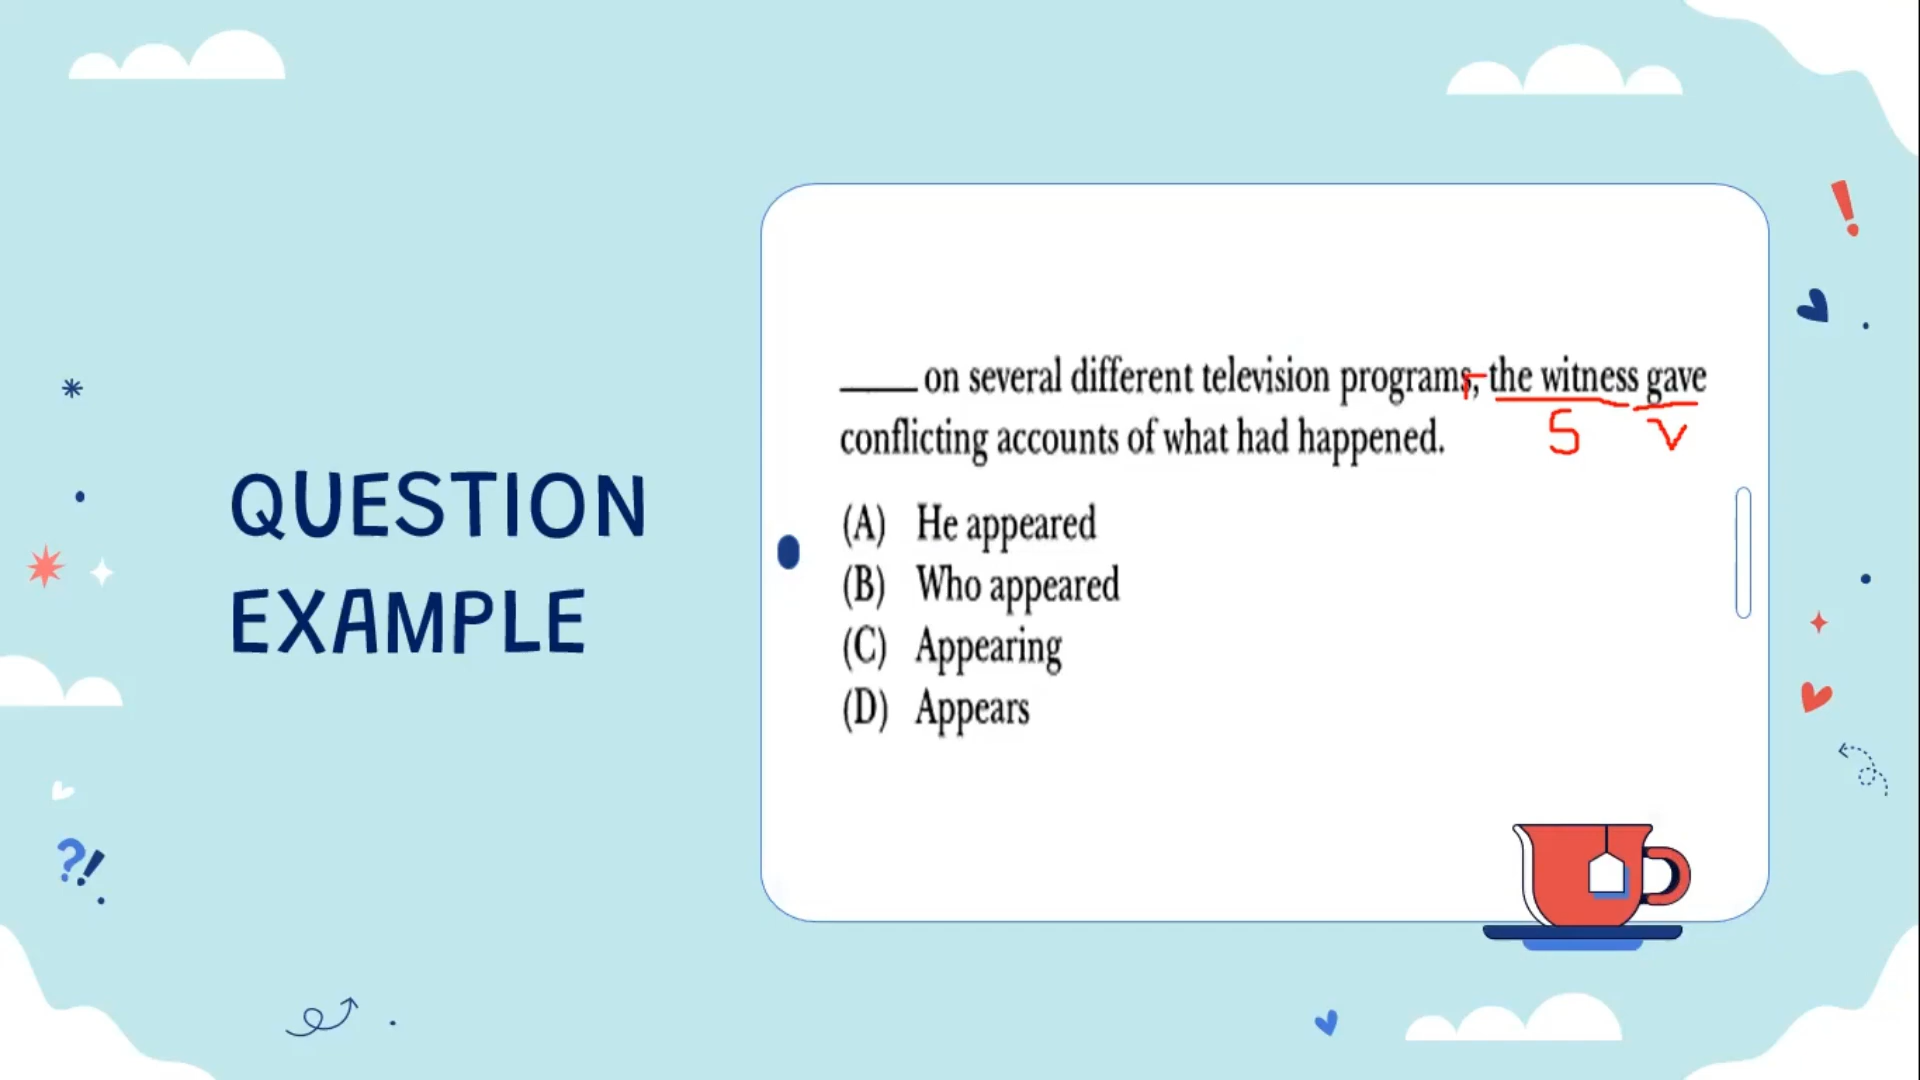 QUESTION
EXAMPLE
_____ on several different television programs, the witness gave
conflicting accounts of what had happened.
S V
(A) He appeared
(B) Who appeared
(C) Appearing
(D) Appears
?!
!